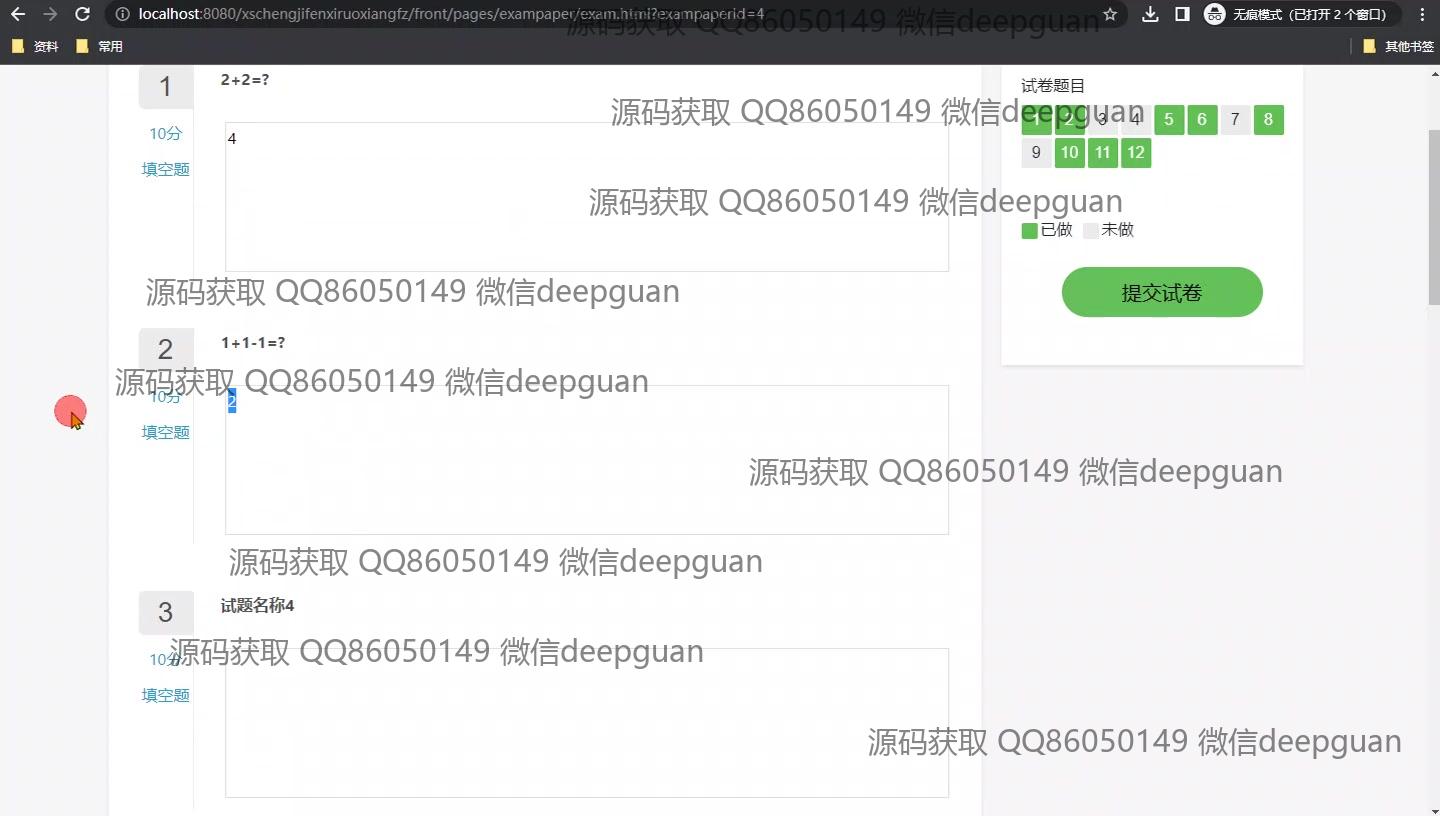 localhost:8080/xschengjifenxiruoxiangfz/front/pages/exampaper/exam.html?exampaperid=4
无痕模式（已打开 2 个窗口）
源码获取 QQ86050149 微信deepguan
资料
常用
其他书签
1
2+2=?
10分
填空题
4
试卷题目
源码获取 QQ86050149 微信deepguan
1 2 3 4 5 6 7 8
9 10 11 12
源码获取 QQ86050149 微信deepguan
已做 未做
源码获取 QQ86050149 微信deepguan
提交试卷
2
1+1-1=?
源码获取 QQ86050149 微信deepguan
10分
填空题
2
源码获取 QQ86050149 微信deepguan
源码获取 QQ86050149 微信deepguan
3
试题名称4
源码获取 QQ86050149 微信deepguan
10分
填空题
源码获取 QQ86050149 微信deepguan